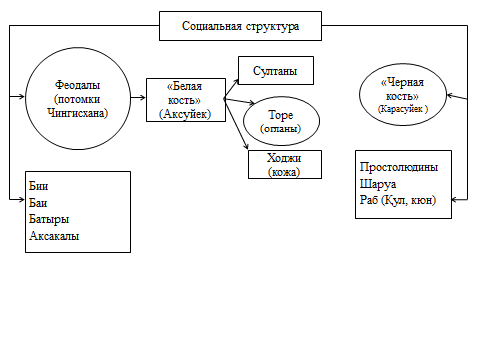 Социальная структура
Феодалы
(потомки
Чингисхана)
«Белая
кость»
(Аксуйек)
Султаны
Торе
(огланы)
Ходжи
(кожа)
«Черная
кость»
(Карасуйек )
Бии
Баи
Батыры
Аксакалы
Простолюдины
Шаруа
Раб (Құл, кюн)